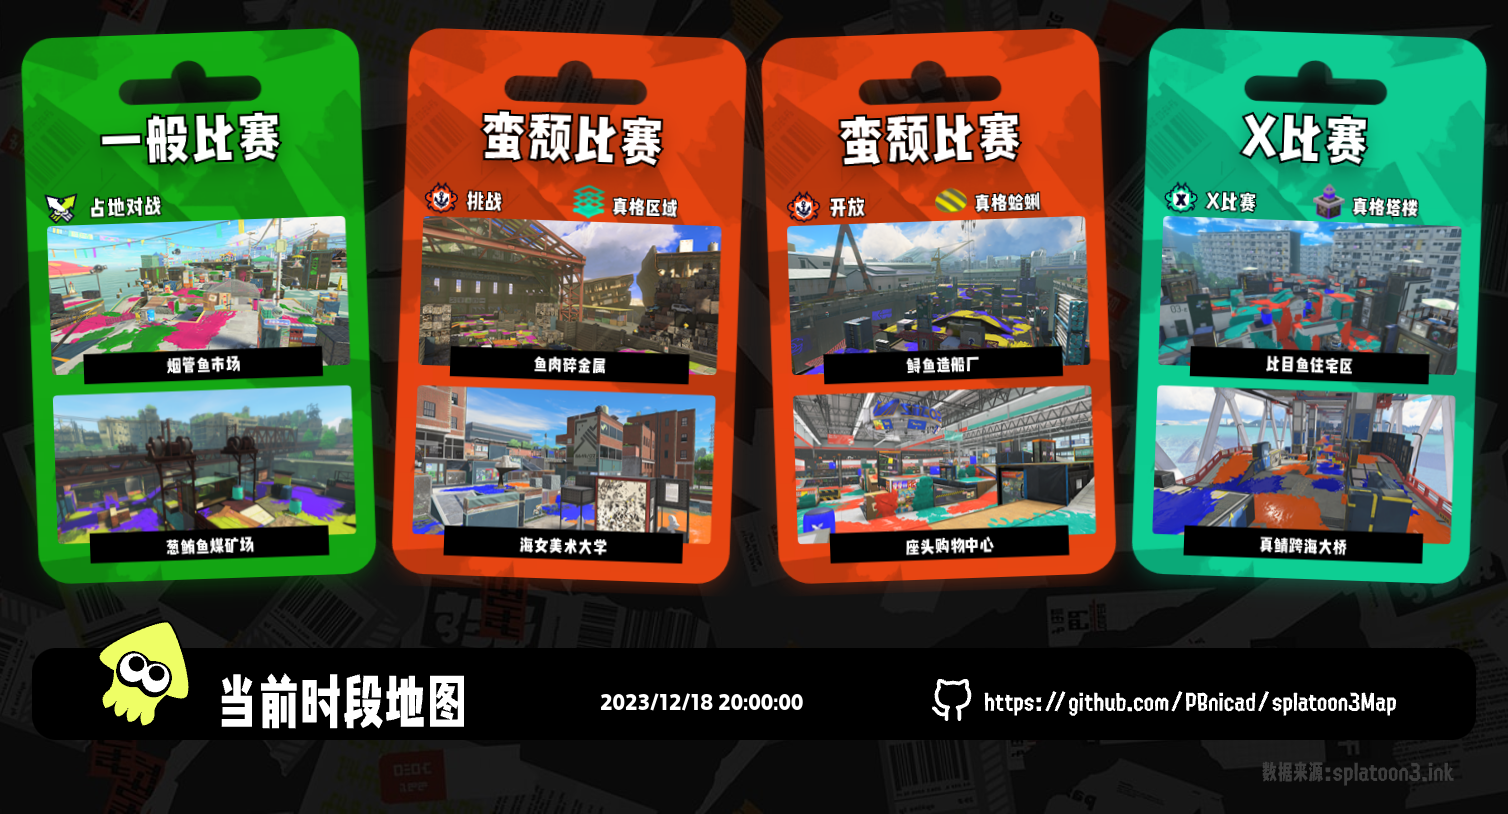 一般比赛
占地对战
烟管鱼市场
葱鲔鱼煤矿场
蛮颓比赛
挑战
真格区域
鱼肉碎金属
海女美术大学
蛮颓比赛
开放
真格蛤蜊
鲟鱼造船厂
座头购物中心
X比赛
X比赛
真格塔楼
比目鱼住宅区
真鲭跨海大桥
当前时段地图
2023/12/18 20:00:00
https://github.com/PBnicad/splatoon3Map
数据来源:splatoon3.ink